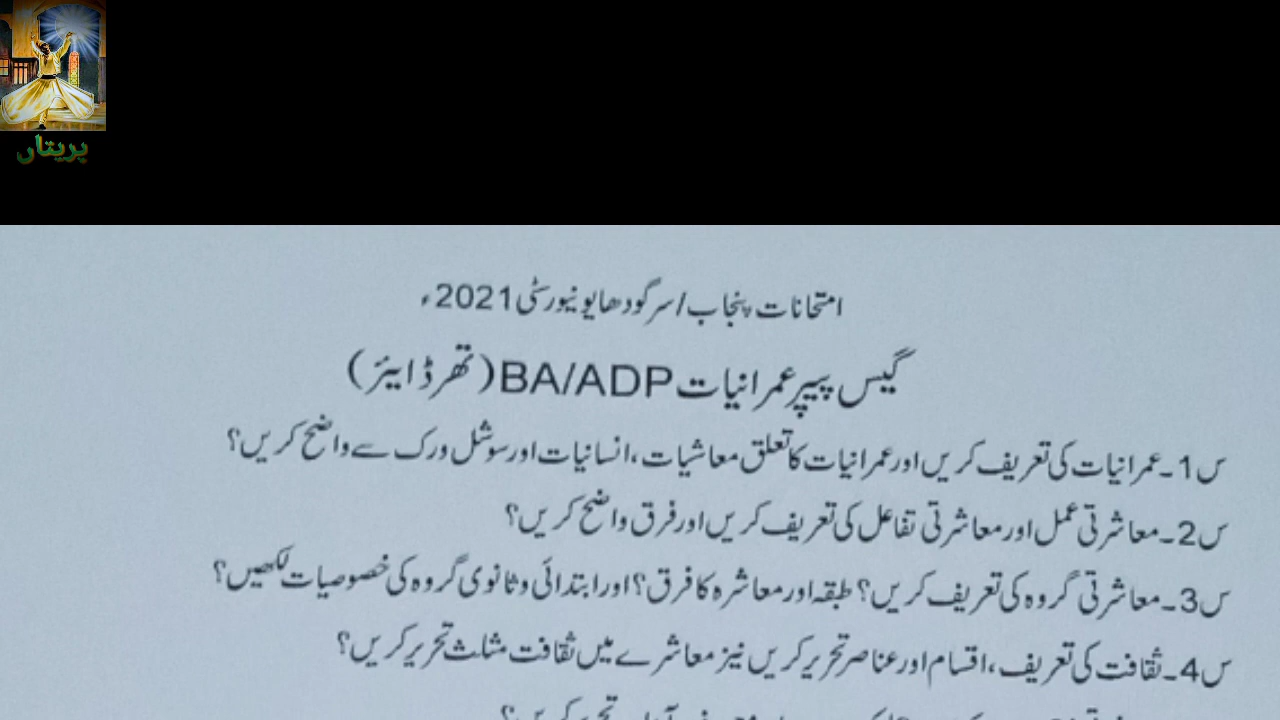 پریتاں
امتحانات پنجاب/سرگودھا یونیورسٹی 2021ء
گیس پیپر عمرانیات BA/ADP (تھرڈ ایئر)
س1۔ عمرانیات کی تعریف کریں اور عمرانیات کا تعلق معاشیات، انسانیات اور سوشل ورک سے واضح کریں؟
س2۔ معاشرتی عمل اور معاشرتی تفاعل کی تعریف کریں اور فرق واضح کریں؟
س3۔ معاشرتی گروہ کی تعریف کریں؟ طبقہ اور معاشرہ کا فرق؟ اور ابتدائی و ثانوی گروہ کی خصوصیات لکھیں؟
س4۔ ثقافت کی تعریف، اقسام اور عناصر تحریر کریں نیز معاشرے میں ثقافت مثلث تحریر کریں؟